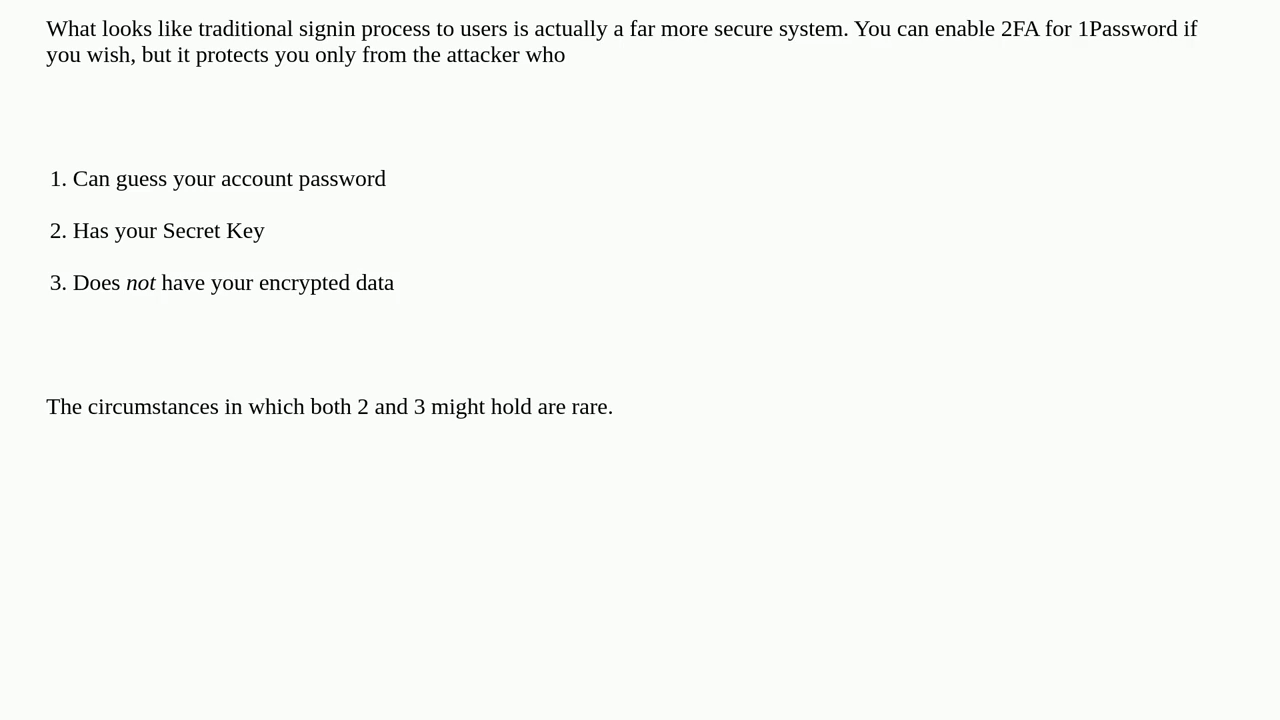 What looks like traditional signin process to users is actually a far more secure system. You can enable 2FA for 1Password if
you wish, but it protects you only from the attacker who
1. Can guess your account password
2. Has your Secret Key
3. Does not have your encrypted data
The circumstances in which both 2 and 3 might hold are rare.